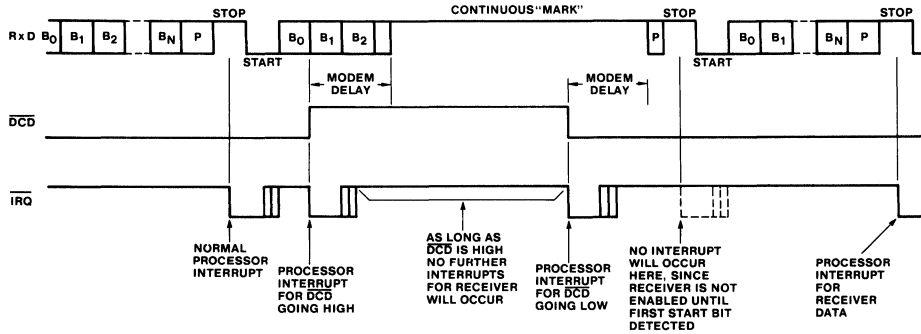 STOP
CONTINUOUS "MARK"
STOP
STOP
RxD
B0 B1 B2 BN P
B0 B1 B2
P
B0 B1 BN P
START
START
MODEM
DELAY
MODEM
DELAY
DCD
IRQ
NORMAL
PROCESSOR
INTERRUPT
PROCESSOR
INTERRUPT
FOR DCD
GOING HIGH
AS LONG AS
DCD IS HIGH
NO FURTHER
INTERRUPTS
FOR RECEIVER
WILL OCCUR
PROCESSOR
INTERRUPT
FOR DCD
GOING LOW
NO INTERRUPT
WILL OCCUR
HERE, SINCE
RECEIVER IS NOT
ENABLED UNTIL
FIRST START BIT
DETECTED
PROCESSOR
INTERRUPT
FOR
RECEIVER
DATA